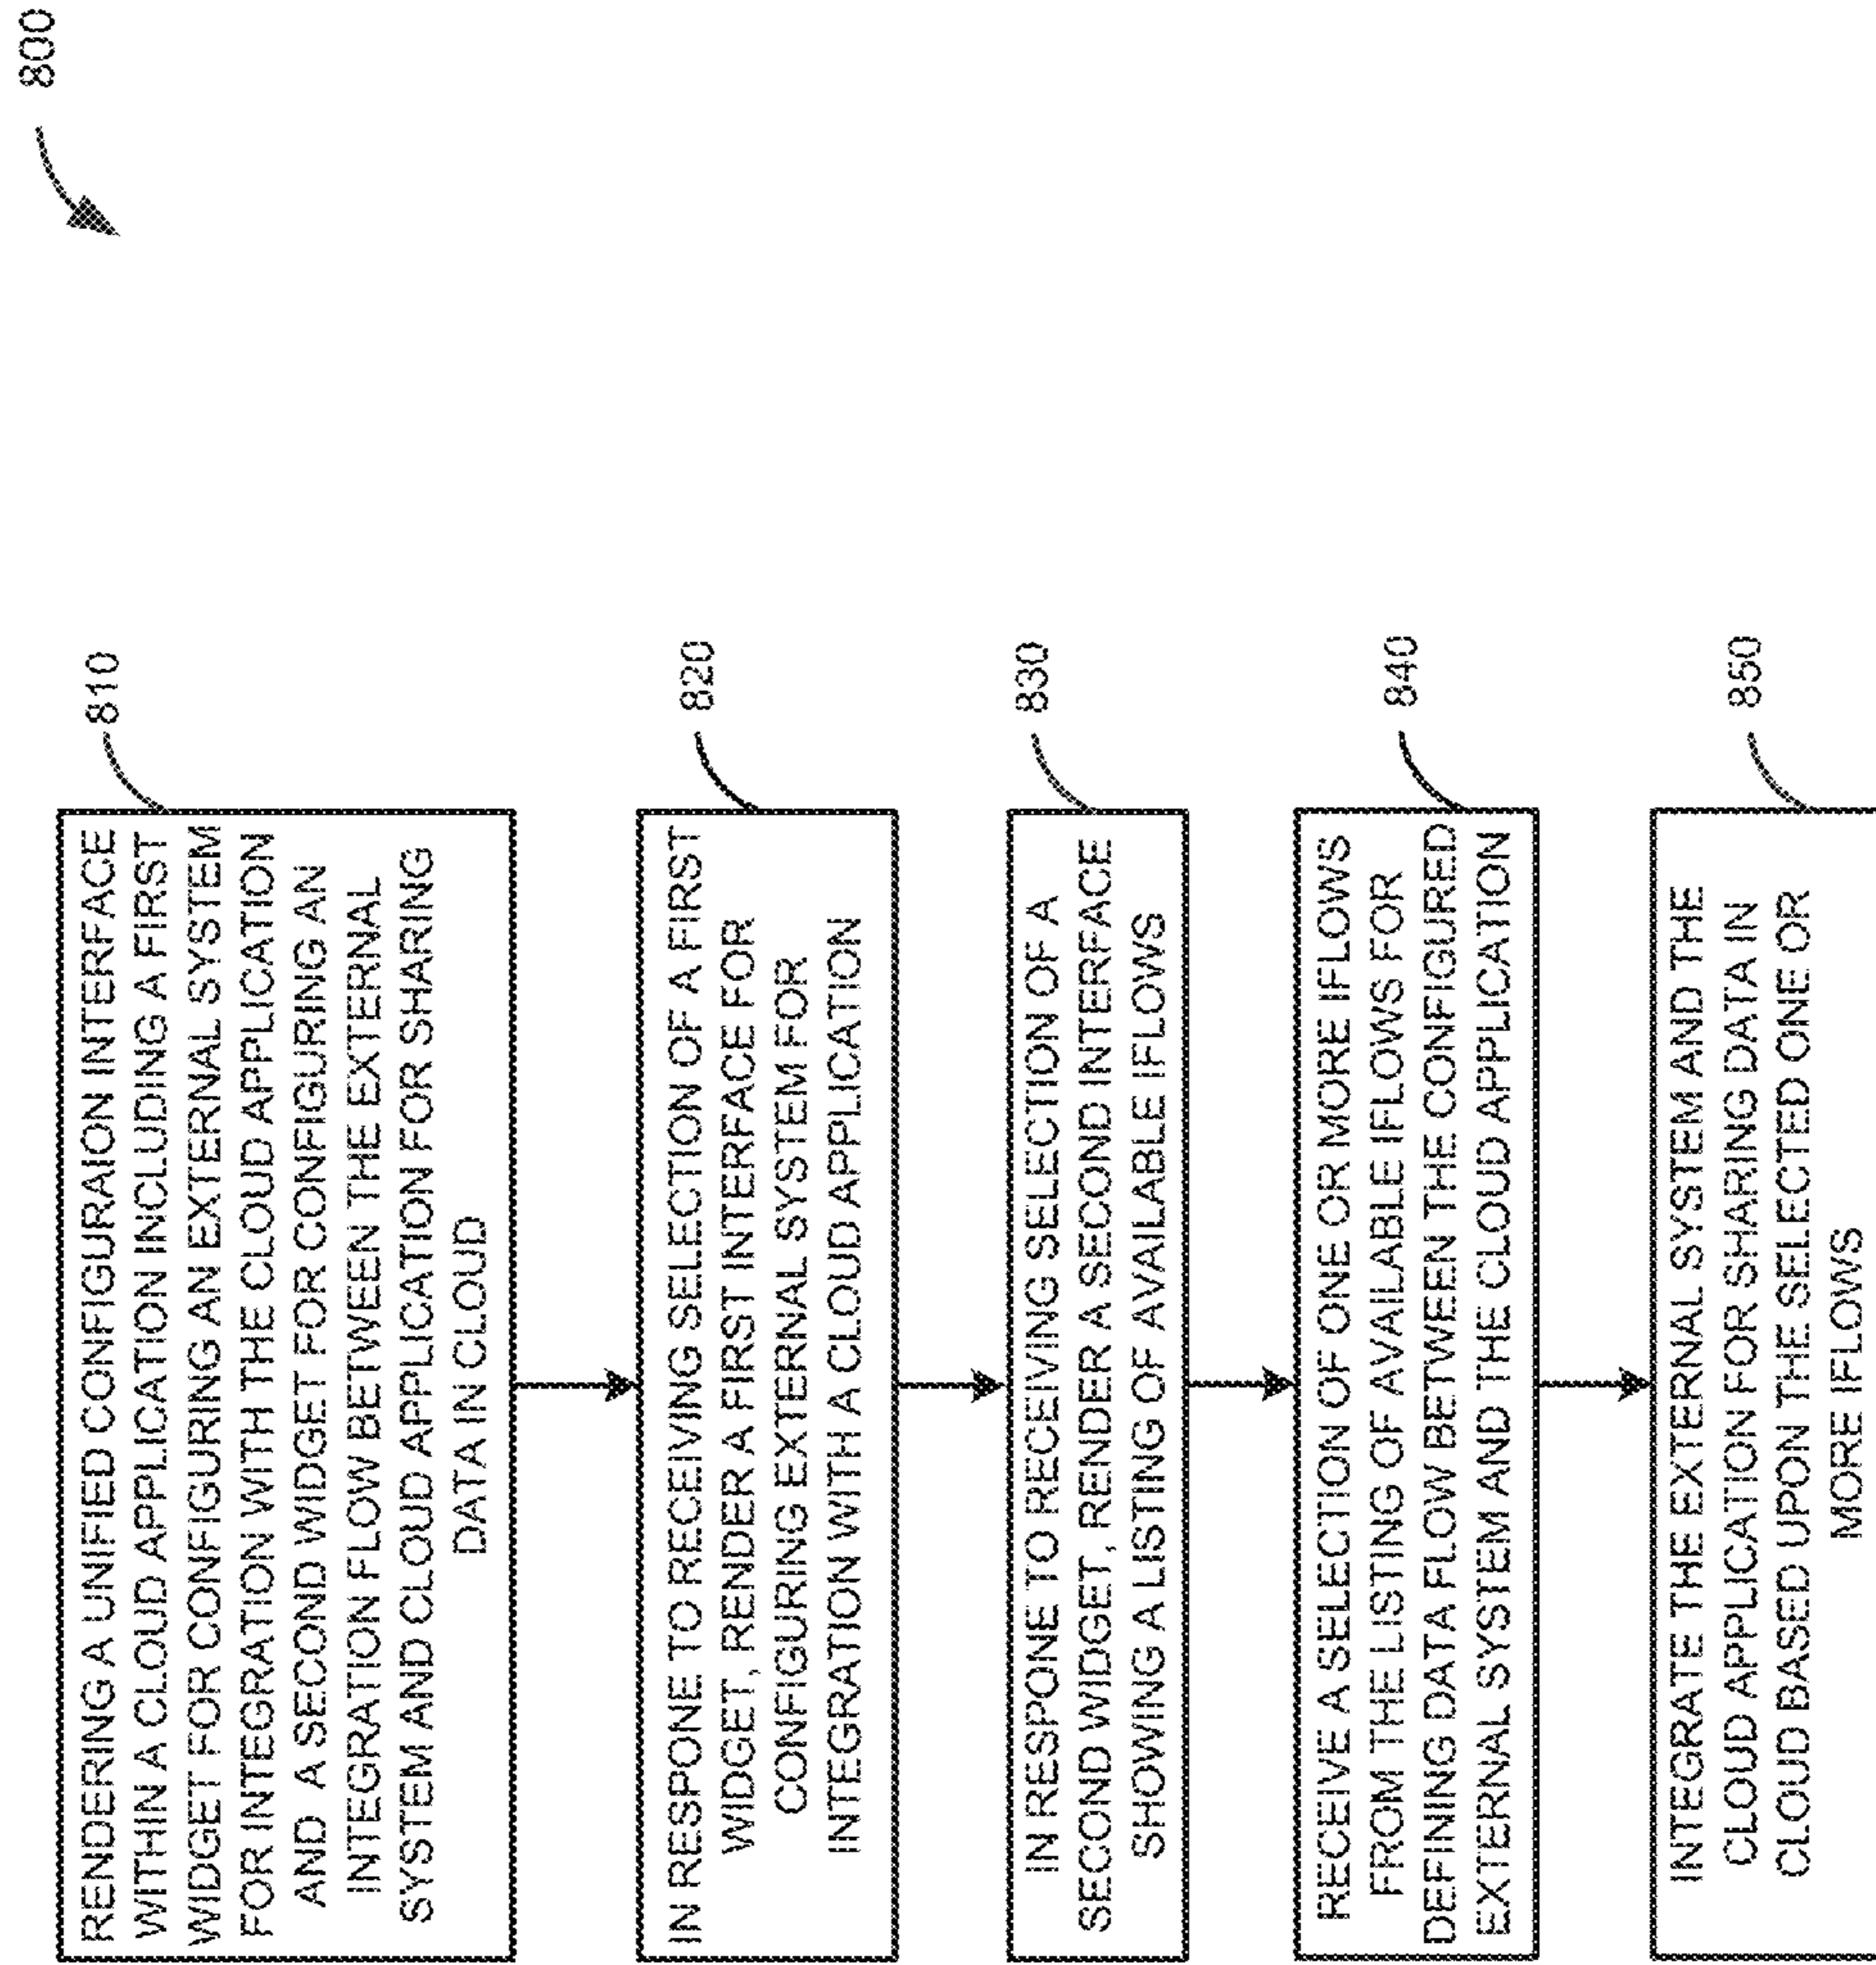 800
RENDERING A UNIFIED CONFIGURAION INTERFACE
WITHIN A CLOUD APPLICATION INCLUDING A FIRST
WIDGET FOR CONFIGURING AN EXTERNAL SYSTEM
FOR INTEGRATION WITH THE CLOUD APPLICATION
AND A SECOND WIDGET FOR CONFIGURING AN
INTEGRATION FLOW BETWEEN THE EXTERNAL
SYSTEM AND CLOUD APPLICATION FOR SHARING
DATA IN CLOUD
810
IN RESPONE TO RECEIVING SELECTION OF A FIRST
WIDGET, RENDER A FIRST INTERFACE FOR
CONFIGURING EXTERNAL SYSTEM FOR
INTEGRATION WITH A CLOUD APPLICATION
820
IN RESPONE TO RECEIVING SELECTION OF A
SECOND WIDGET, RENDER A SECOND INTERFACE
SHOWING A LISTING OF AVAILABLE IFLOWS
830
RECEIVE A SELECTION OF ONE OR MORE IFLOWS
FROM THE LISTING OF AVAILABLE IFLOWS FOR
DEFINING DATA FLOW BETWEEN THE CONFIGURED
EXTERNAL SYSTEM AND THE CLOUD APPLICATION
840
INTEGRATE THE EXTERNAL SYSTEM AND THE
CLOUD APPLICATION FOR SHARING DATA IN
CLOUD BASED UPON THE SELECTED ONE OR
MORE IFLOWS
850